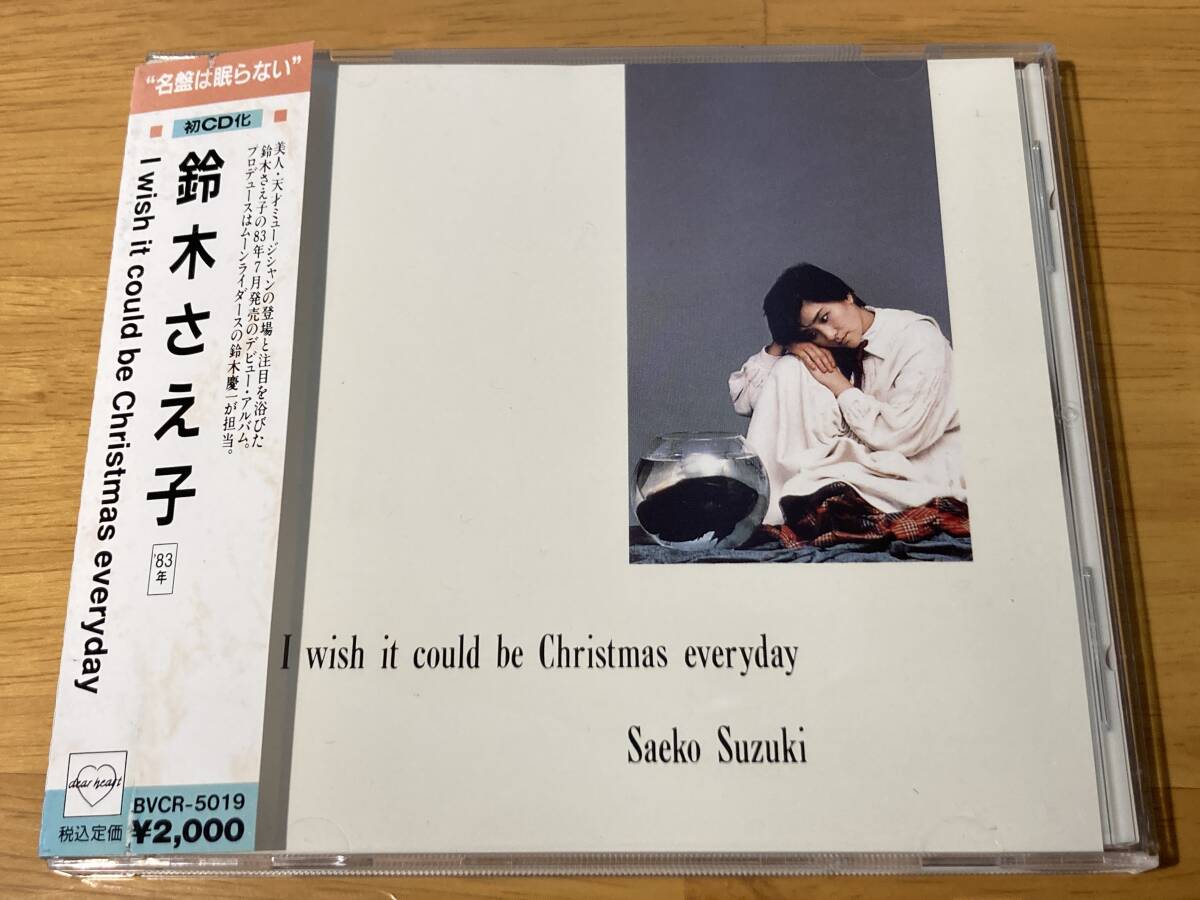 “名盤は眠らない”
初CD化
鈴木さえ子
I wish it could be Christmas everyday
'83年
美人・天才ミュージシャンの登場と注目を浴びた
鈴木さえ子の83年7月発売のデビュー・アルバム。
プロデュースはムーンライダースの鈴木慶一が担当。
dear heart
BVCR-5019
税込定価 ¥2,000
I wish it could be Christmas everyday
Saeko Suzuki